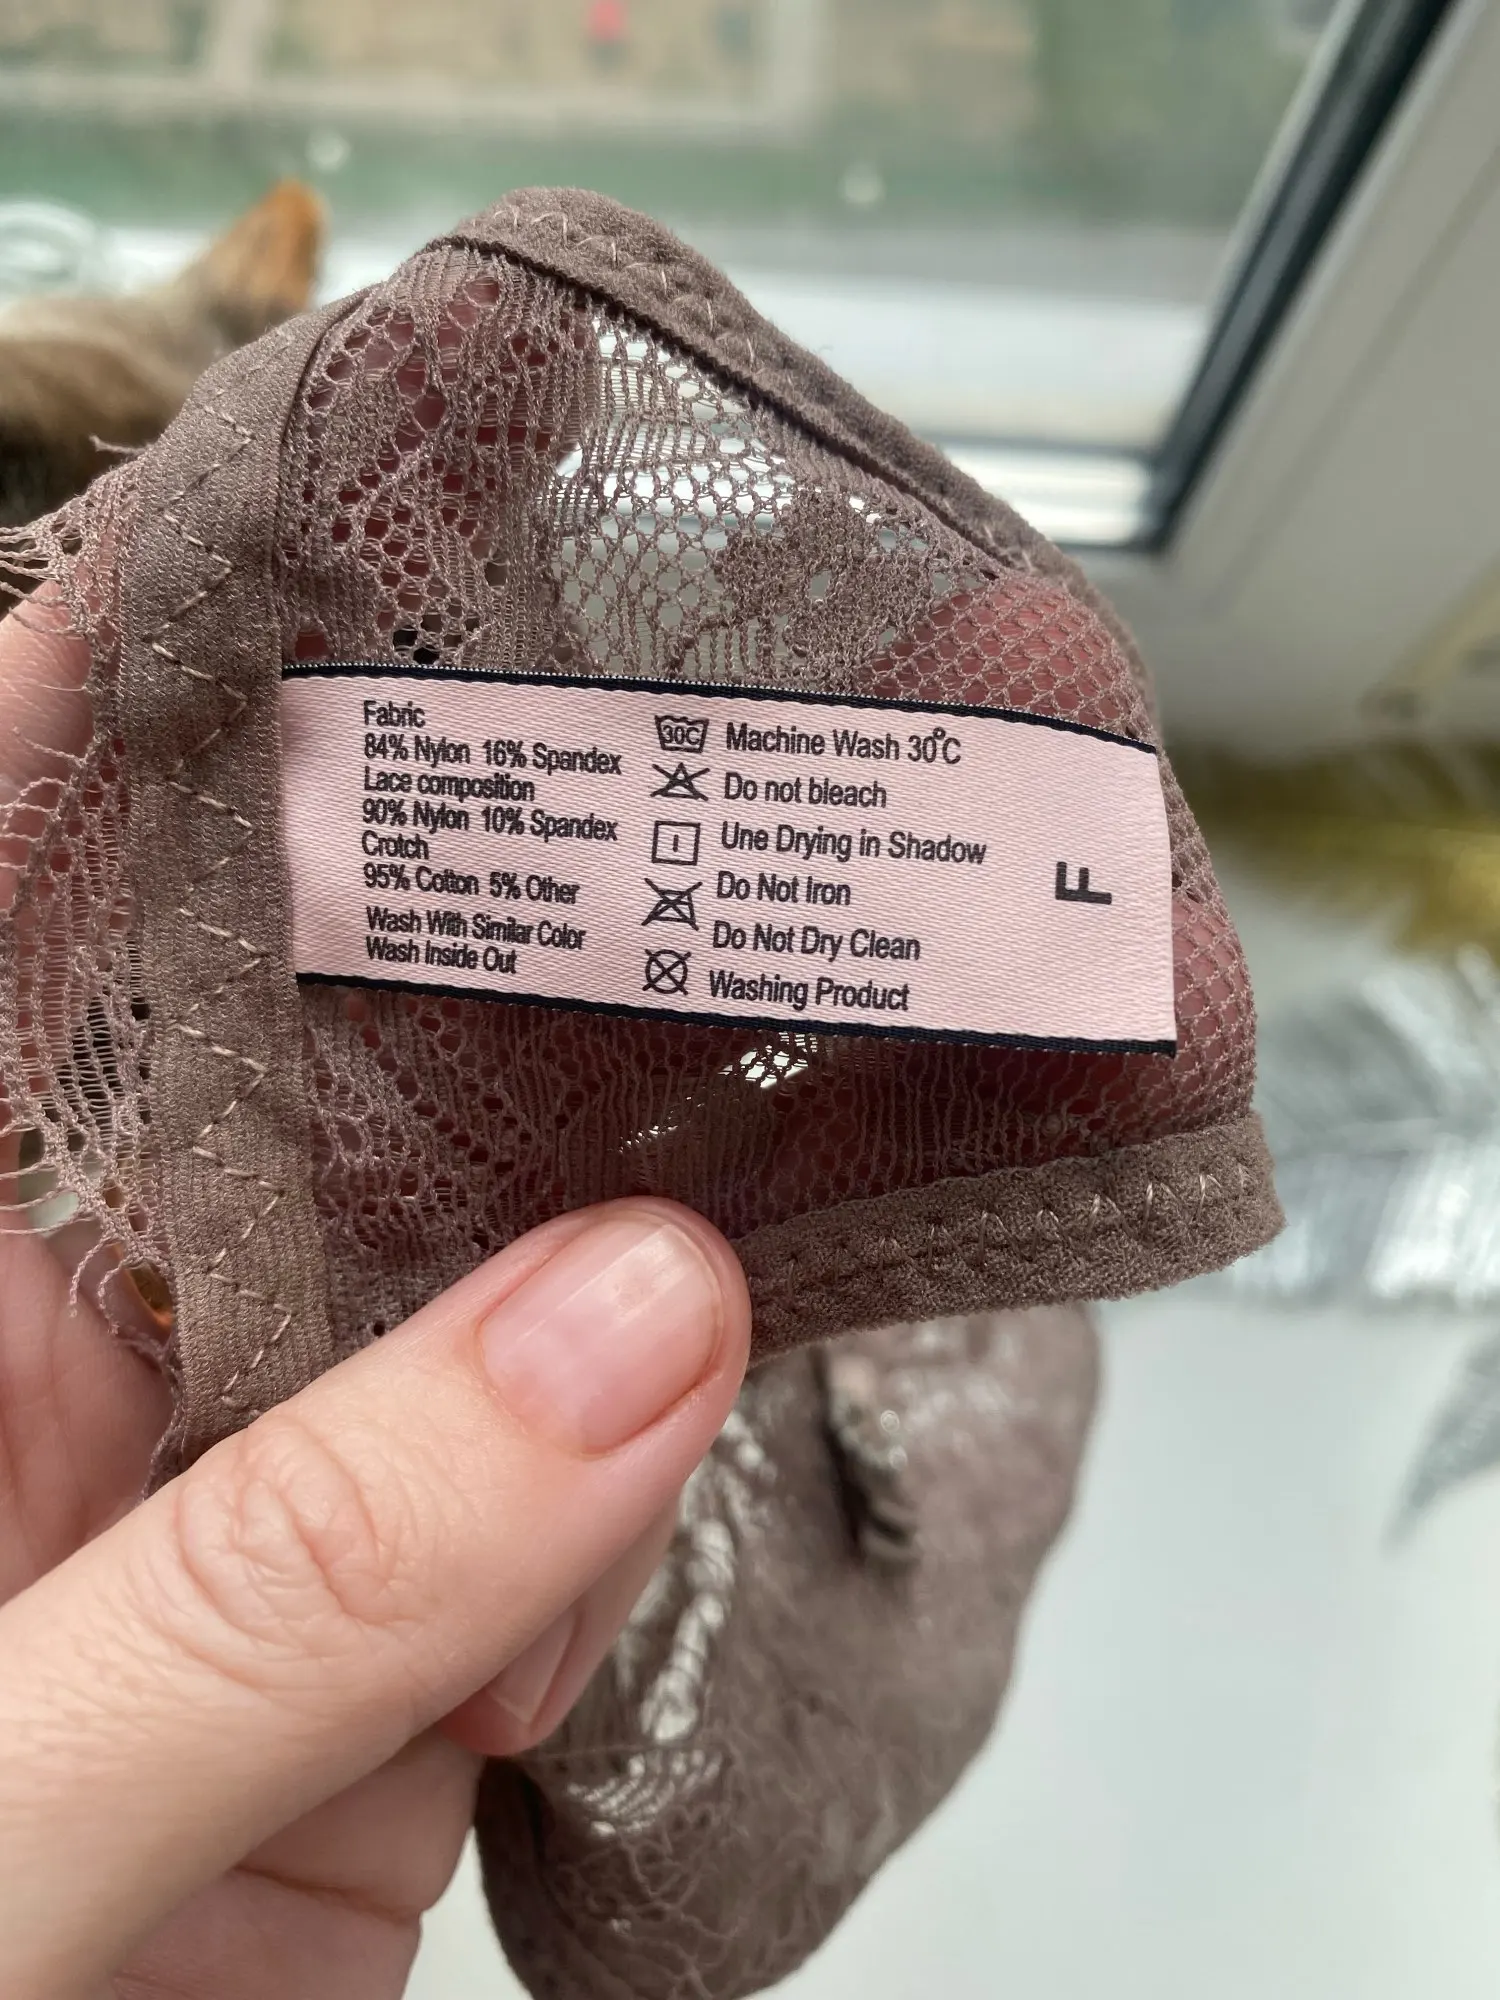 Fabric
84% Nylon 16% Spandex
Lace composition
90% Nylon 10% Spandex
Crotch
95% Cotton 5% Other
Wash With Similar Color
Wash Inside Out
30C Machine Wash 30°C
Do not bleach
Une Drying in Shadow
Do Not Iron
Do Not Dry Clean
Washing Product
F